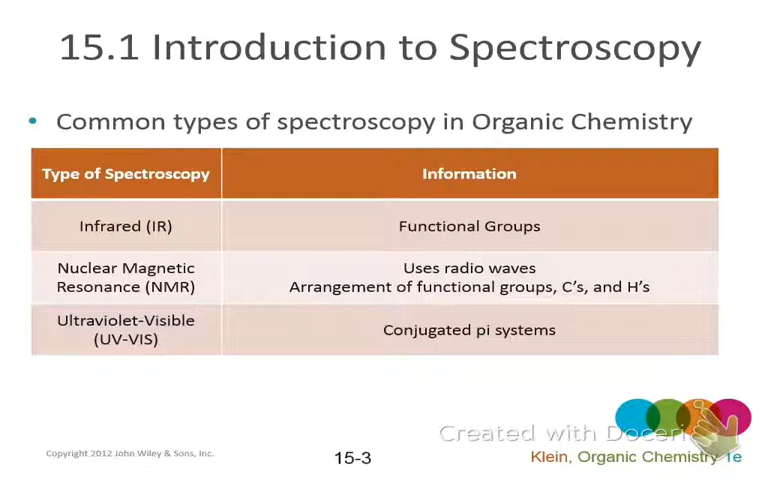 15.1 Introduction to Spectroscopy
• Common types of spectroscopy in Organic Chemistry
Type of Spectroscopy
Information
Infrared (IR)
Functional Groups
Nuclear Magnetic
Resonance (NMR)
Uses radio waves
Arrangement of functional groups, C's, and H's
Ultraviolet-Visible
(UV-VIS)
Conjugated pi systems
Created with Doceri
Copyright 2012 John Wiley & Sons, Inc.
15-3
Klein, Organic Chemistry 1e